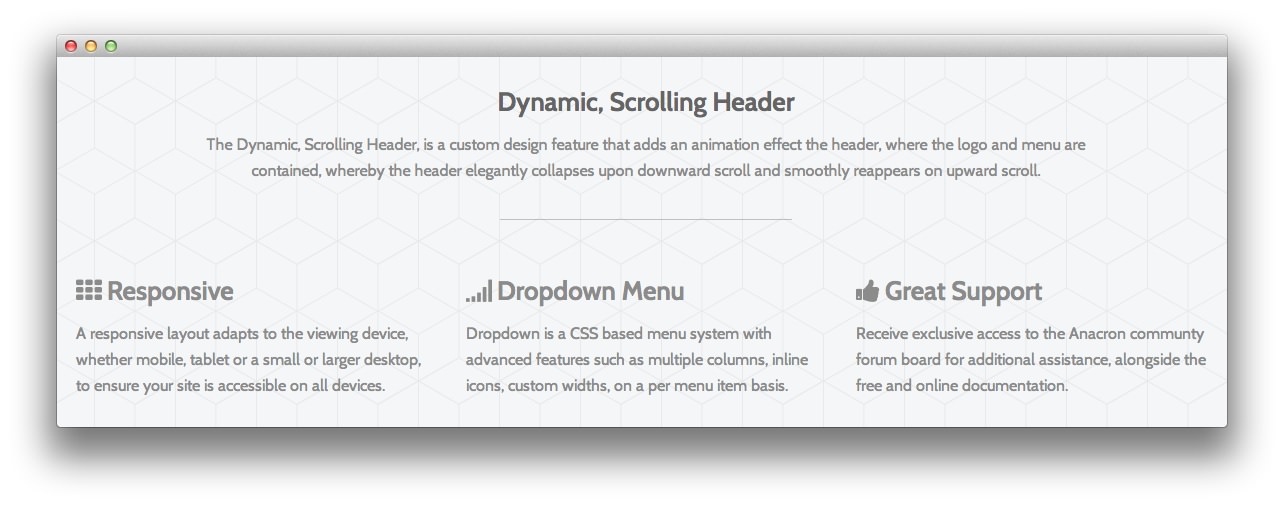 Dynamic, Scrolling Header
The Dynamic, Scrolling Header, is a custom design feature that adds an animation effect the header, where the logo and menu are
contained, whereby the header elegantly collapses upon downward scroll and smoothly reappears on upward scroll.
Responsive
A responsive layout adapts to the viewing device,
whether mobile, tablet or a small or larger desktop,
to ensure your site is accessible on all devices.
Dropdown Menu
Dropdown is a CSS based menu system with
advanced features such as multiple columns, inline
icons, custom widths, on a per menu item basis.
Great Support
Receive exclusive access to the Anacron communty
forum board for additional assistance, alongside the
free and online documentation.